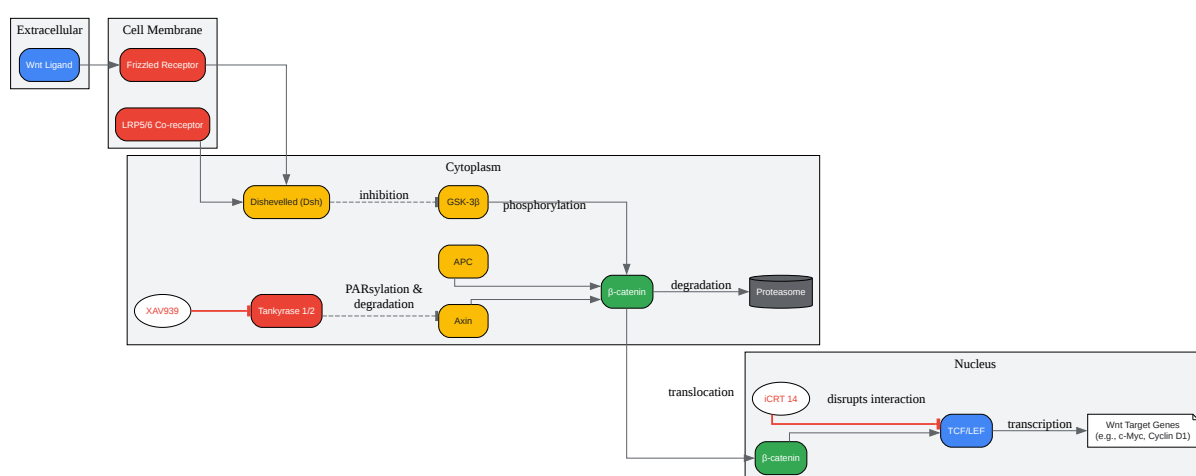 Extracellular
Wnt Ligand
Cell Membrane
Frizzled Receptor
LRP5/6 Co-receptor
Cytoplasm
Dishevelled (Dsh)
inhibition
GSK-3β
phosphorylation
APC
XAV939
Tankyrase 1/2
PARsylation &
degradation
Axin
β-catenin
degradation
Proteasome
translocation
Nucleus
iCRT 14
disrupts interaction
β-catenin
TCF/LEF
transcription
Wnt Target Genes
(e.g., c-Myc, Cyclin D1)